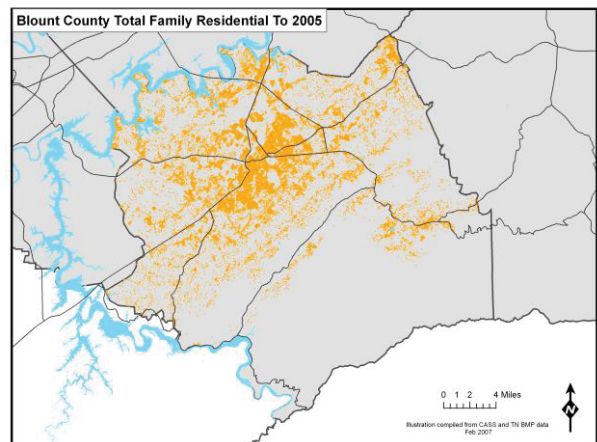 Blount County Total Family Residential To 2005
0 1 2 4 Miles
N
Illustration compiled from CASS and TN BMP data
Feb 2007